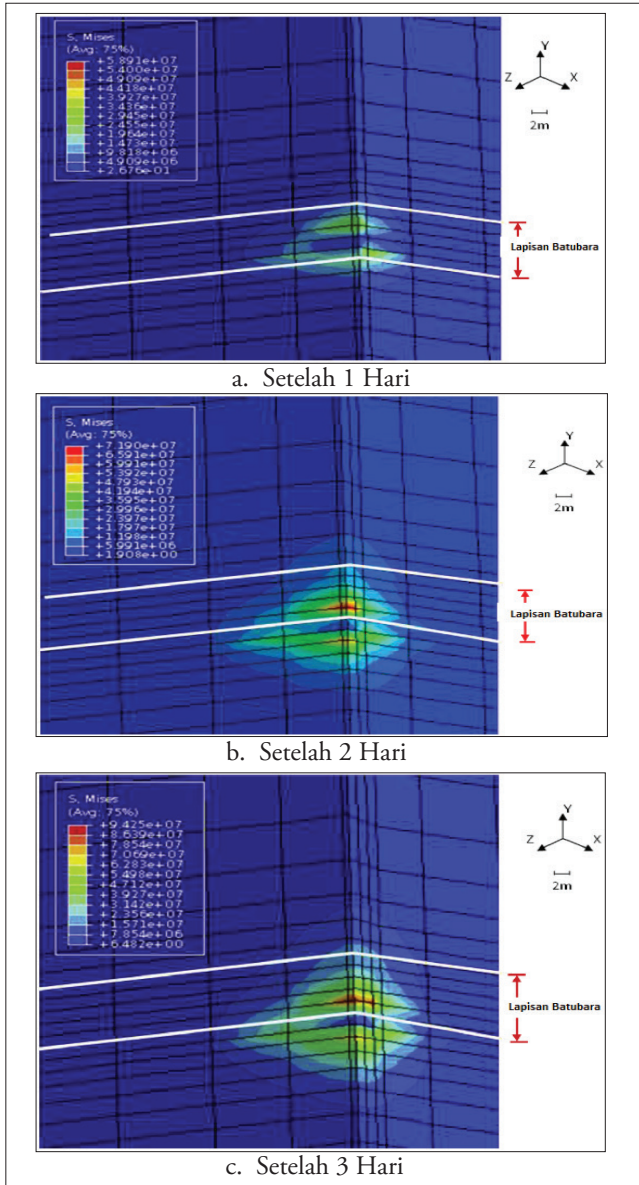 S, Mises
(Avg: 75%)
+5.891e+07
+5.400e+07
+4.909e+07
+4.418e+07
+3.927e+07
+3.436e+07
+2.945e+07
+2.455e+07
+1.964e+07
+1.473e+07
+9.818e+06
+4.909e+06
+2.676e-01
Y
Z
X
2m
Lapisan Batubara
a. Setelah 1 Hari
S, Mises
(Avg: 75%)
+7.190e+07
+6.591e+07
+5.991e+07
+5.392e+07
+4.793e+07
+4.194e+07
+3.595e+07
+2.996e+07
+2.397e+07
+1.797e+07
+1.198e+07
+5.991e+06
+1.908e+00
Y
Z
X
2m
Lapisan Batubara
b. Setelah 2 Hari
S, Mises
(Avg: 75%)
+9.425e+07
+8.639e+07
+7.854e+07
+7.069e+07
+6.283e+07
+5.498e+07
+4.712e+07
+3.927e+07
+3.142e+07
+2.356e+07
+1.571e+07
+7.854e+06
+6.482e+00
Y
Z
X
2m
Lapisan Batubara
c. Setelah 3 Hari